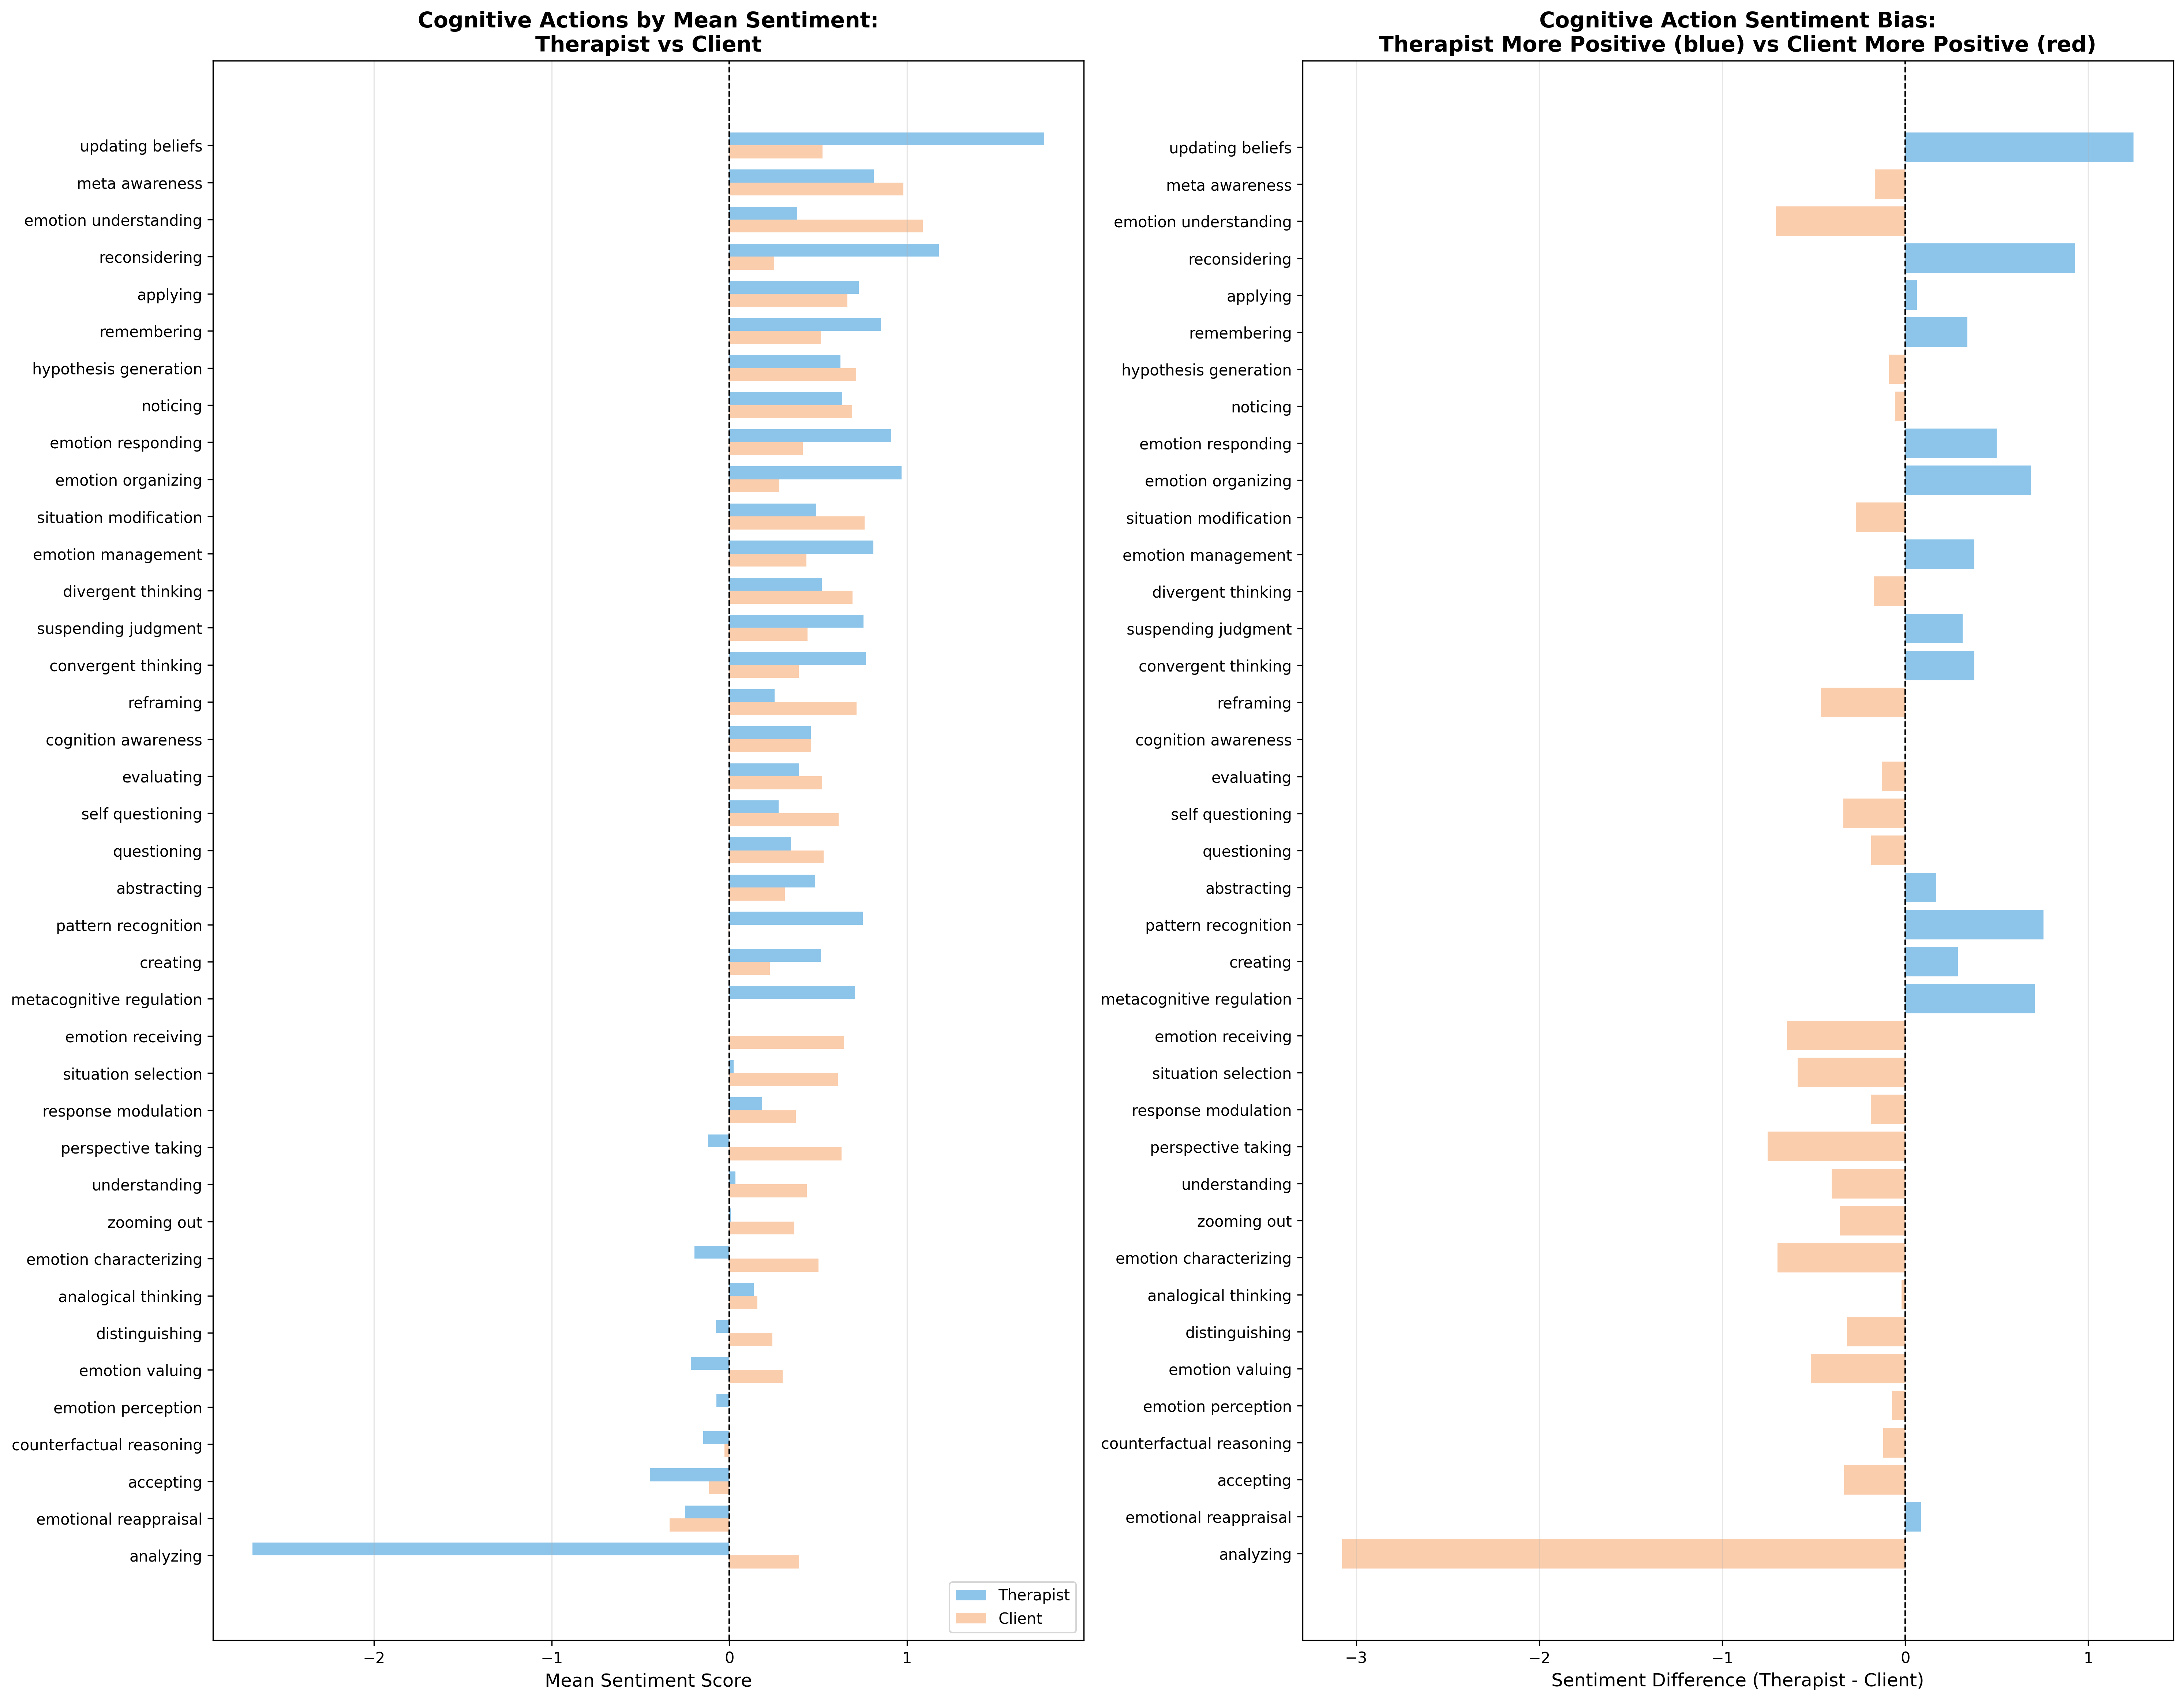 Cognitive Actions by Mean Sentiment:
Therapist vs Client
updating beliefs
meta awareness
emotion understanding
reconsidering
applying
remembering
hypothesis generation
noticing
emotion responding
emotion organizing
situation modification
emotion management
divergent thinking
suspending judgment
convergent thinking
reframing
cognition awareness
evaluating
self questioning
questioning
abstracting
pattern recognition
creating
metacognitive regulation
emotion receiving
situation selection
response modulation
perspective taking
understanding
zooming out
emotion characterizing
analogical thinking
distinguishing
emotion valuing
emotion perception
counterfactual reasoning
accepting
emotional reappraisal
analyzing
Therapist
Client
−2 −1 0 1
Mean Sentiment Score
Cognitive Action Sentiment Bias:
Therapist More Positive (blue) vs Client More Positive (red)
updating beliefs
meta awareness
emotion understanding
reconsidering
applying
remembering
hypothesis generation
noticing
emotion responding
emotion organizing
situation modification
emotion management
divergent thinking
suspending judgment
convergent thinking
reframing
cognition awareness
evaluating
self questioning
questioning
abstracting
pattern recognition
creating
metacognitive regulation
emotion receiving
situation selection
response modulation
perspective taking
understanding
zooming out
emotion characterizing
analogical thinking
distinguishing
emotion valuing
emotion perception
counterfactual reasoning
accepting
emotional reappraisal
analyzing
−3 −2 −1 0 1
Sentiment Difference (Therapist - Client)